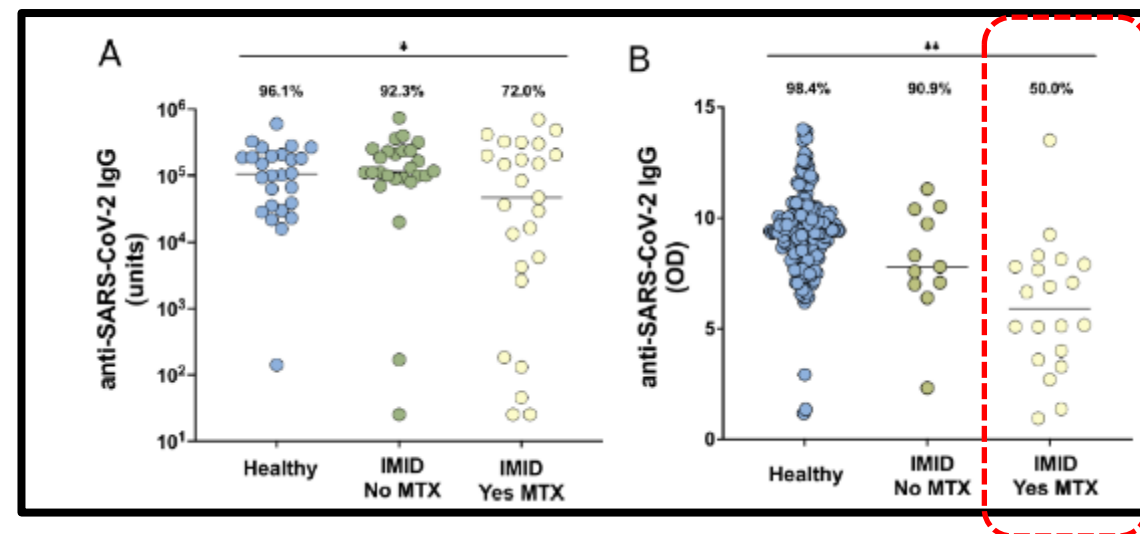 A
*
96.1% 92.3% 72.0%
anti-SARS-CoV-2 IgG
(units)
10⁶
10⁵
10⁴
10³
10²
10¹
Healthy
IMID
No MTX
IMID
Yes MTX
B
**
98.4% 90.9% 50.0%
anti-SARS-CoV-2 IgG
(OD)
15
10
5
0
Healthy
IMID
No MTX
IMID
Yes MTX